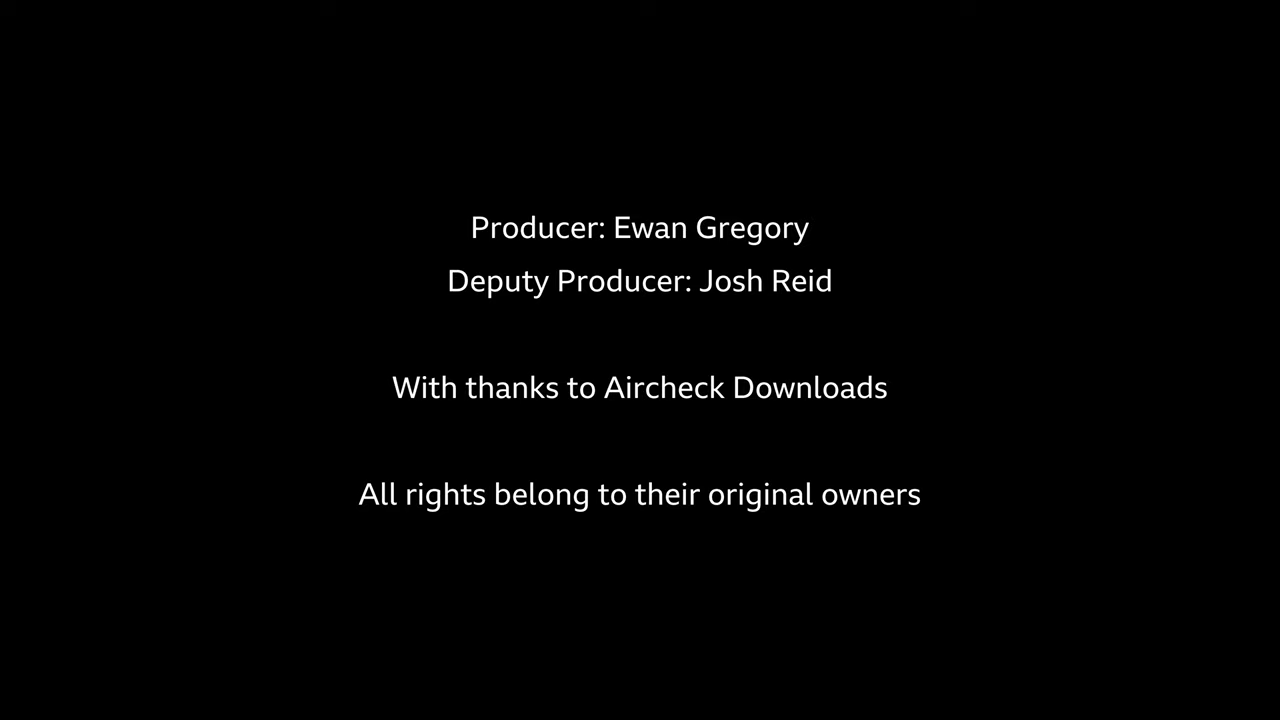 Producer: Ewan Gregory
Deputy Producer: Josh Reid
With thanks to Aircheck Downloads
All rights belong to their original owners